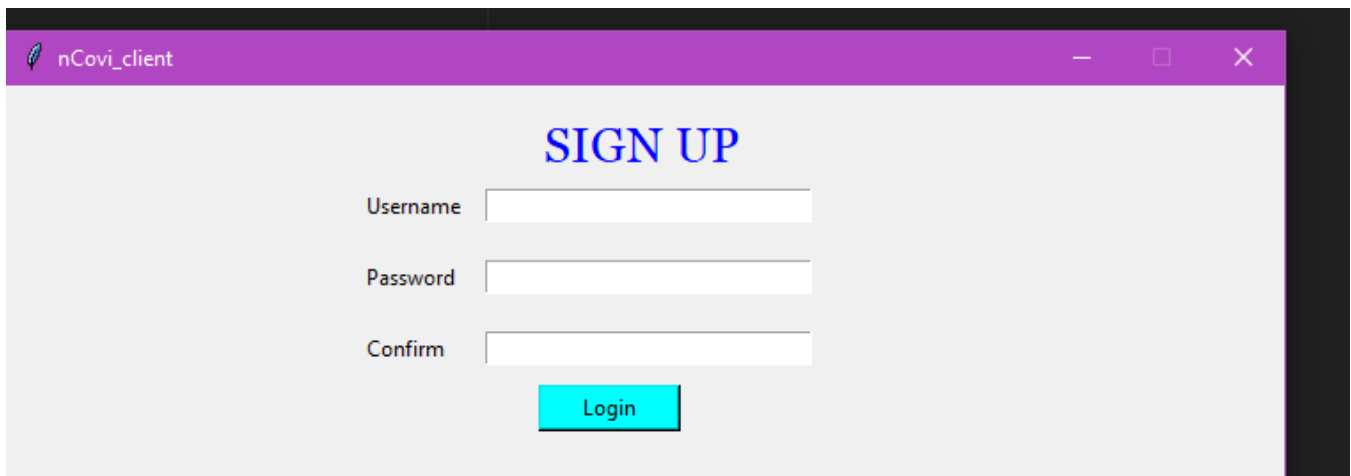 nCovi_client
SIGN UP
Username
Password
Confirm
Login